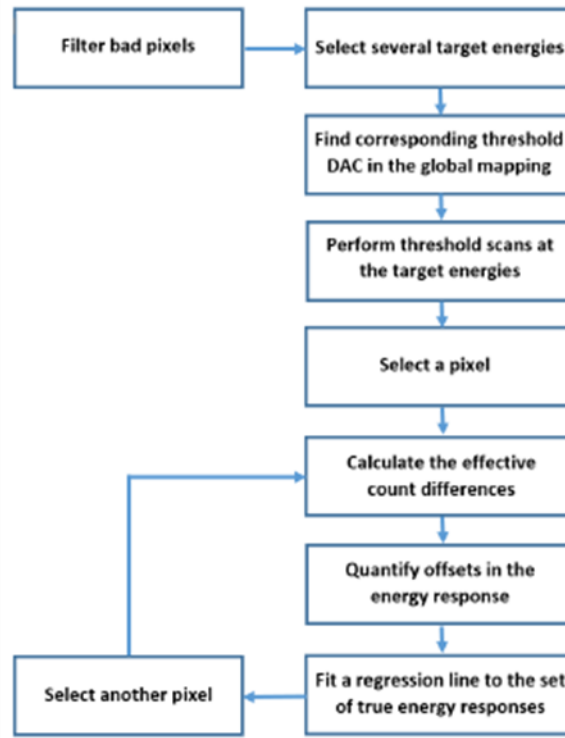 Filter bad pixels
Select several target energies
Find corresponding threshold
DAC in the global mapping
Perform threshold scans at
the target energies
Select a pixel
Calculate the effective
count differences
Quantify offsets in the
energy response
Fit a regression line to the set
of true energy responses
Select another pixel